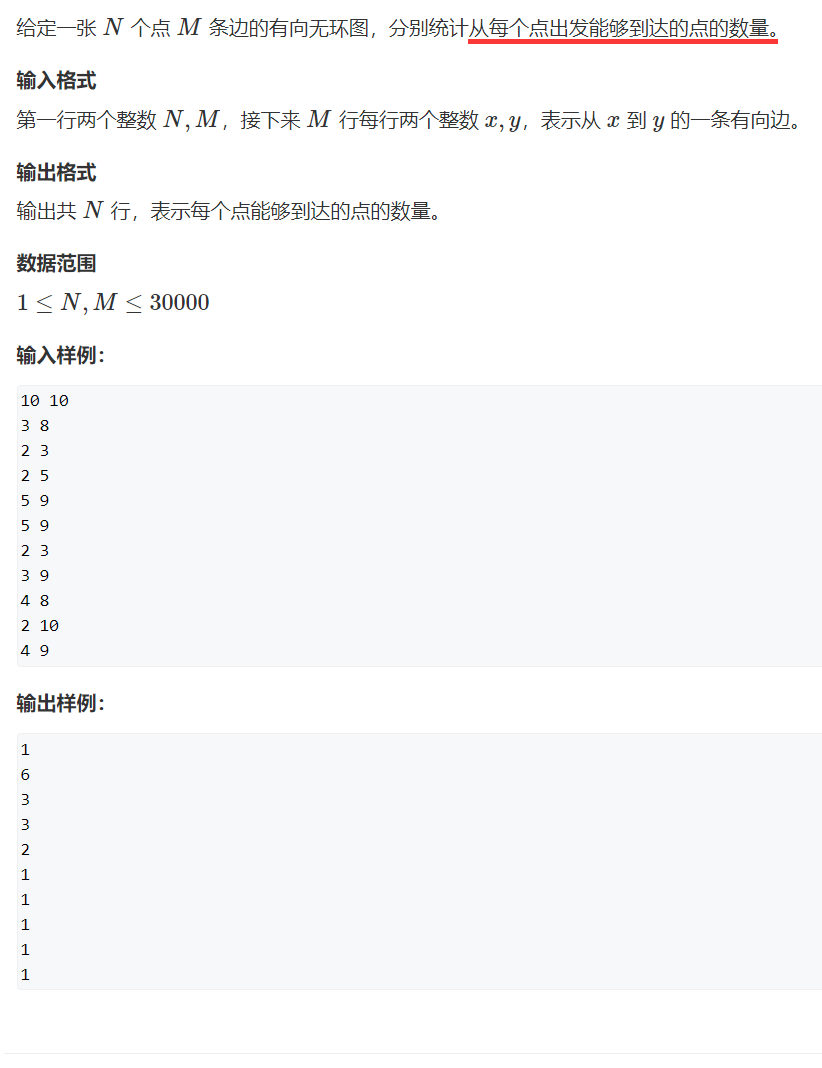 给定一张 N 个点 M 条边的有向无环图，分别统计从每个点出发能够到达的点的数量。
输入格式
第一行两个整数 N, M，接下来 M 行每行两个整数 x, y，表示从 x 到 y 的一条有向边。
输出格式
输出共 N 行，表示每个点能够到达的点的数量。
数据范围
1 ≤ N, M ≤ 30000
输入样例：
10 10
3 8
2 3
2 5
5 9
5 9
2 3
3 9
4 8
2 10
4 9
输出样例：
1
6
3
3
2
1
1
1
1
1